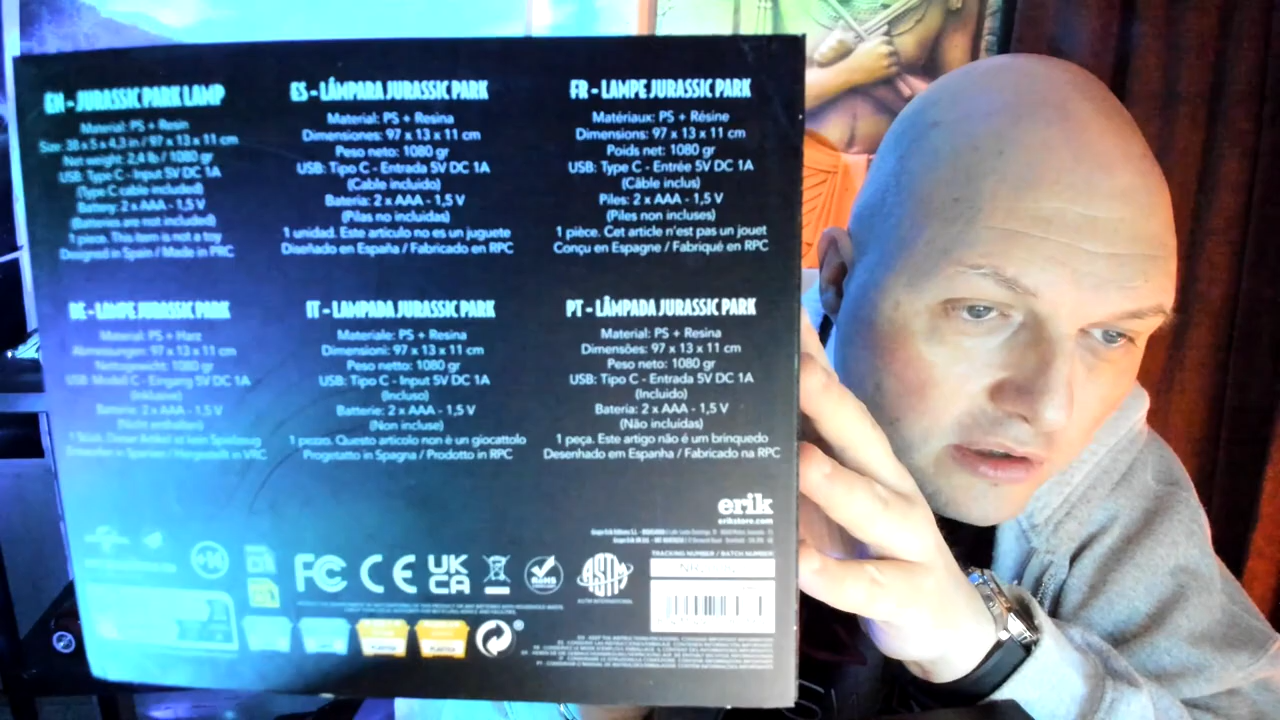 EN - JURASSIC PARK LAMP
Material: PS + Resin
Size: 38 x 5 x 4,3 in / 97 x 13 x 11 cm
Net weight: 2,4 lb / 1080 gr
USB: Type C - Input 5V DC 1A
(Type C cable included)
Battery: 2 x AAA - 1,5 V
(Batteries are not included)
1 piece. This item is not a toy
Designed in Spain / Made in PRC
ES - LÁMPARA JURASSIC PARK
Material: PS + Resina
Dimensiones: 97 x 13 x 11 cm
Peso neto: 1080 gr
USB: Tipo C - Entrada 5V DC 1A
(Cable incluido)
Bateria: 2 x AAA - 1,5 V
(Pilas no incluidas)
1 unidad. Este articulo no es un juguete
Diseñado en España / Fabricado en RPC
FR - LAMPE JURASSIC PARK
Matériaux: PS + Résine
Dimensions: 97 x 13 x 11 cm
Poids net: 1080 gr
USB: Type C - Entrée 5V DC 1A
(Câble inclus)
Piles: 2 x AAA - 1,5 V
(Piles non incluses)
1 pièce. Cet article n'est pas un jouet
Conçu en Espagne / Fabriqué en RPC
DE - LAMPE JURASSIC PARK
Material: PS + Harz
Abmessungen: 97 x 13 x 11 cm
Nettogewicht: 1080 gr
USB: Modell C - Eingang 5V DC 1A
(Inklusive)
Batterie: 2 x AAA - 1,5 V
(Nicht enthalten)
1 Stück. Dieser Artikel ist kein Spielzeug
Entworfen in Spanien / Hergestellt in VRC
IT - LAMPADA JURASSIC PARK
Materiale: PS + Resina
Dimensioni: 97 x 13 x 11 cm
Peso netto: 1080 gr
USB: Tipo C - Input 5V DC 1A
(Incluso)
Batterie: 2 x AAA - 1,5 V
(Non incluse)
1 pezzo. Questo articolo non è un giocattolo
Progetatto in Spagna / Prodotto in RPC
PT - LÂMPADA JURASSIC PARK
Material: PS + Resina
Dimensões: 97 x 13 x 11 cm
Peso neto: 1080 gr
USB: Tipo C - Entrada 5V DC 1A
(Incluido)
Bateria: 2 x AAA - 1,5 V
(Não incluidas)
1 peça. Este artigo não é um brinquedo
Desenhado em Espanha / Fabricado na RPC
erik
erikstore.com
FC CE UKCA RoHS ASTM
ASTM INTERNATIONAL
TRACKING NUMBER / BATCH NUMBER